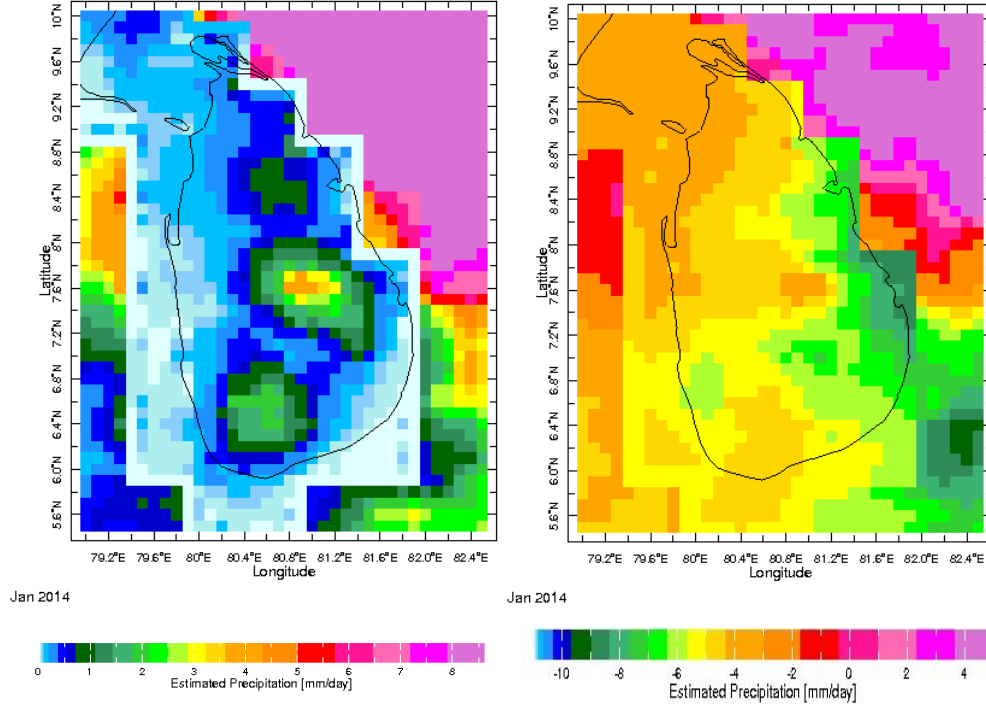 10°N
9.6°N
9.2°N
8.8°N
8.4°N
8°N
7.6°N
7.2°N
6.8°N
6.4°N
6.0°N
5.6°N
Latitude
79.2°E 79.6°E 80°E 80.4°E 80.8°E 81.2°E 81.6°E 82.0°E 82.4°E
Longitude
Jan 2014
0 1 2 3 4 5 6 7 8
Estimated Precipitation [mm/day]
10°N
9.6°N
9.2°N
8.8°N
8.4°N
8°N
7.6°N
7.2°N
6.8°N
6.4°N
6.0°N
5.6°N
Latitude
79.2°E 79.6°E 80°E 80.4°E 80.8°E 81.2°E 81.6°E 82.0°E 82.4°E
Longitude
Jan 2014
-10 -8 -6 -4 -2 0 2 4
Estimated Precipitation [mm/day]